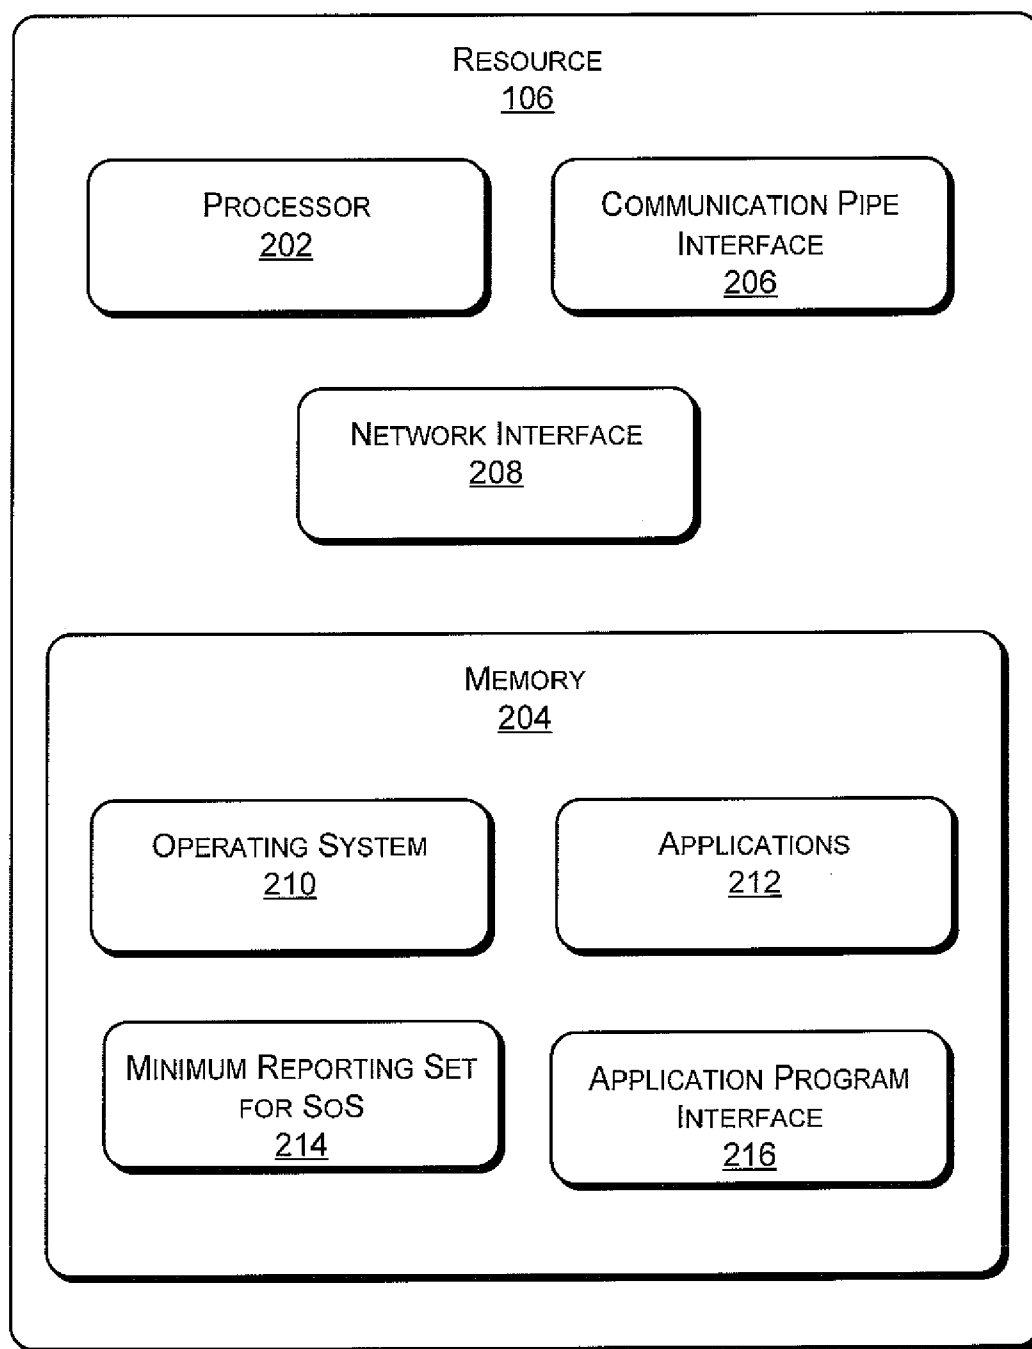 RESOURCE
106
PROCESSOR
202
COMMUNICATION PIPE
INTERFACE
206
NETWORK INTERFACE
208
MEMORY
204
OPERATING SYSTEM
210
APPLICATIONS
212
MINIMUM REPORTING SET
FOR SOS
214
APPLICATION PROGRAM
INTERFACE
216